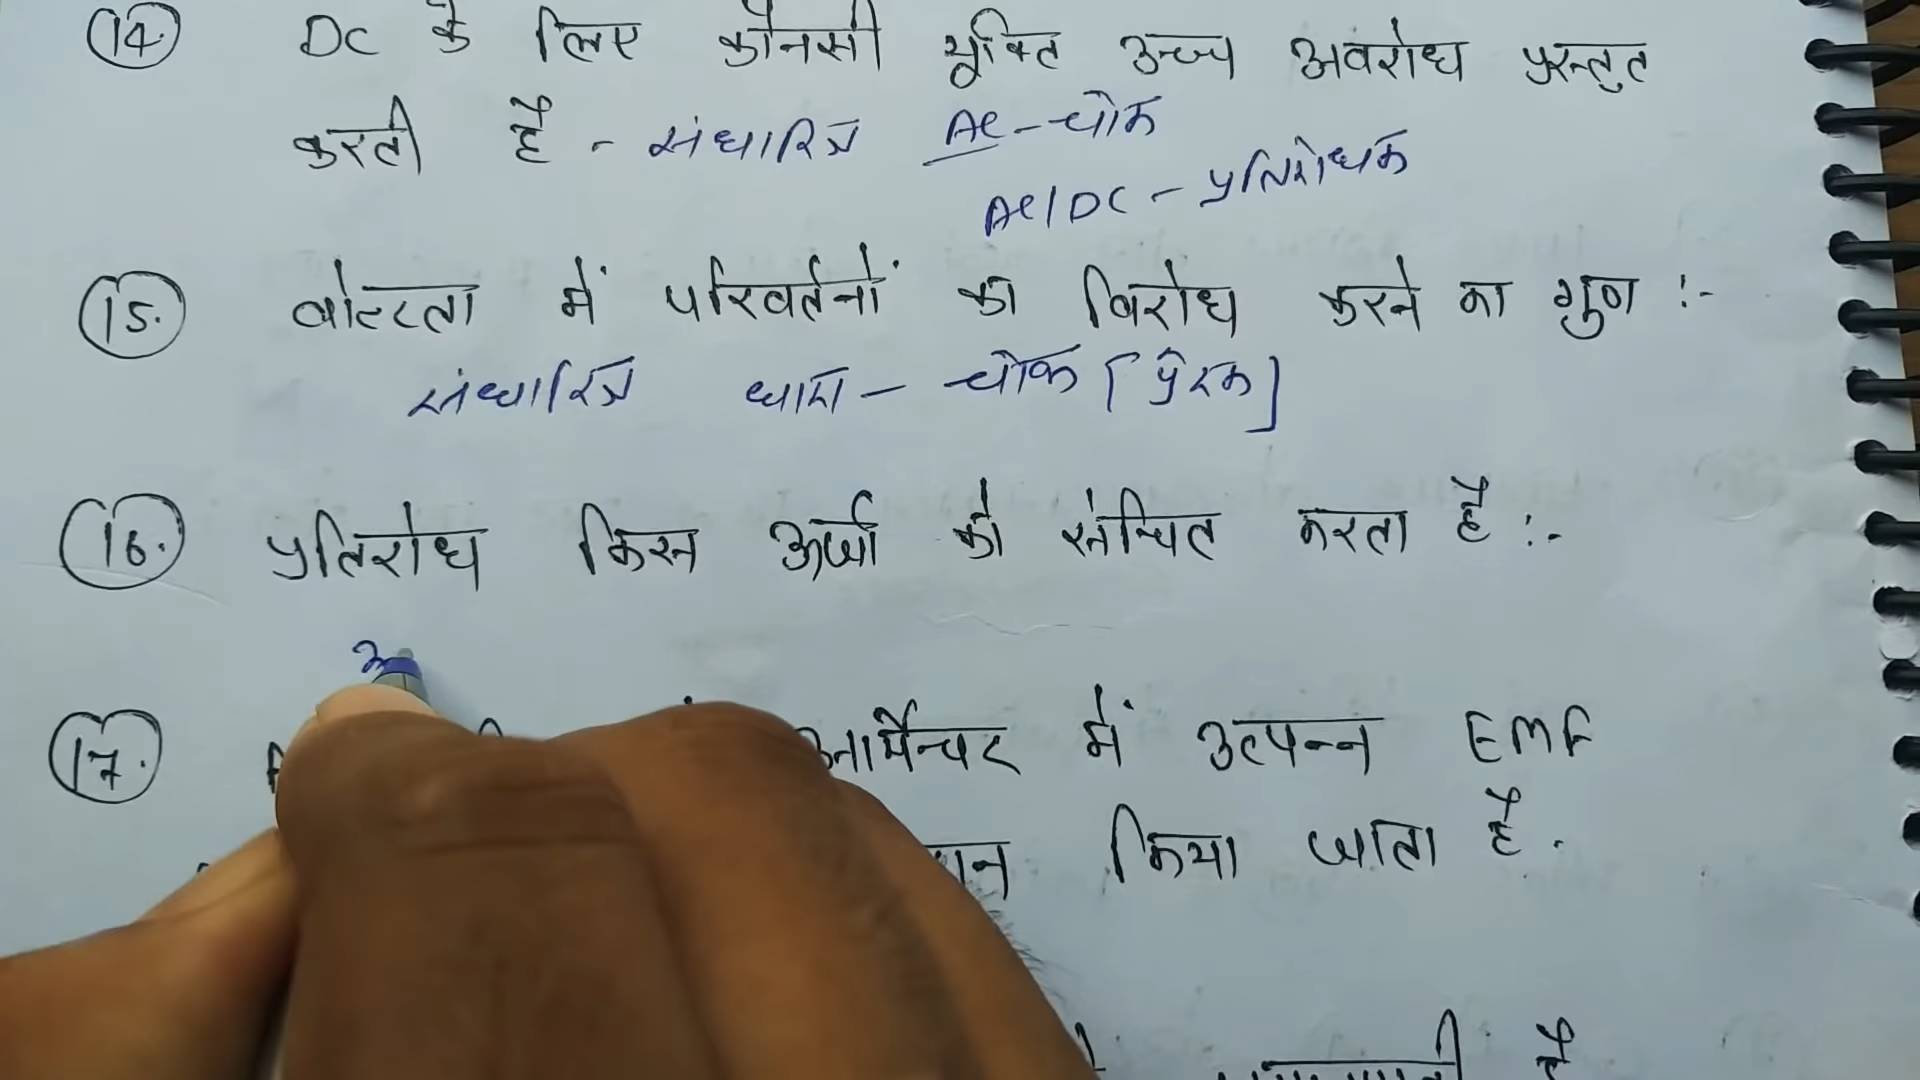 14. DC के लिए कौनसी युक्ति उच्च अवरोध प्रस्तुत
करती है - संधारित्र AC - चोक
AC/DC - प्रतिरोधक
15. वोल्टता में परिवर्तनों का विरोध करने का गुण :-
संधारित्र धारा - चोक [प्रेरक]
16. प्रतिरोध किस ऊर्जा को संचित करता है :-
17. आर्मेचर में उत्पन्न EMF
किया जाता है.
है